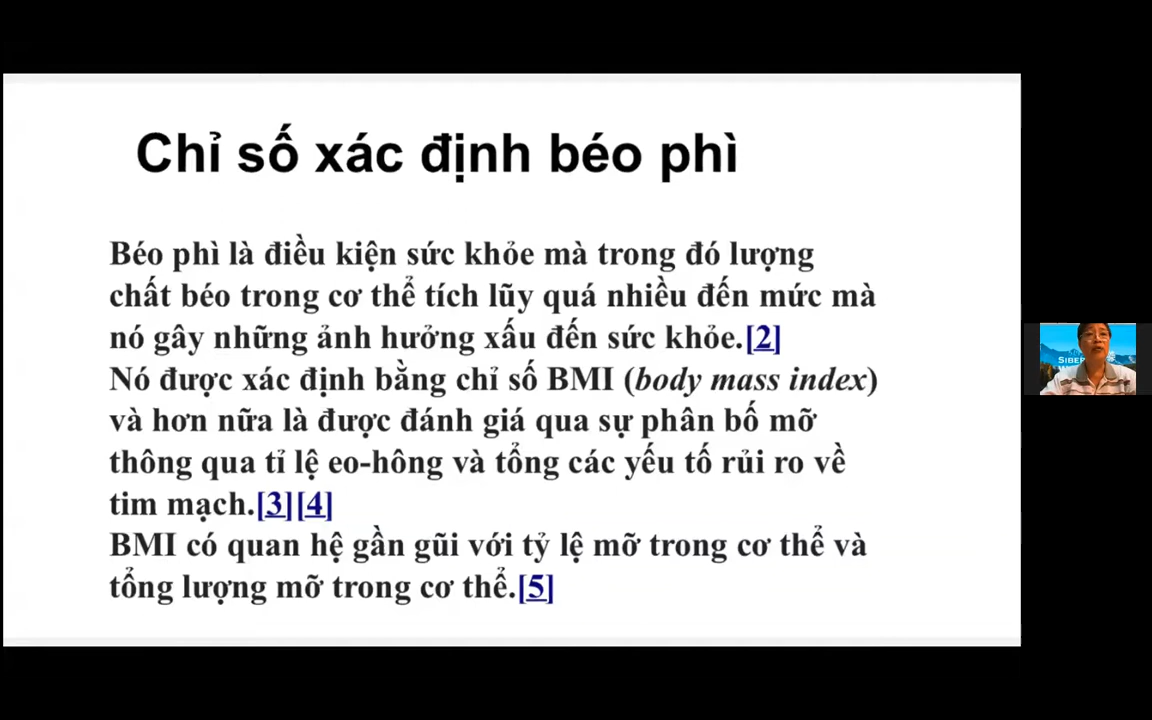 Chỉ số xác định béo phì
Béo phì là điều kiện sức khỏe mà trong đó lượng
chất béo trong cơ thể tích lũy quá nhiều đến mức mà
nó gây những ảnh hưởng xấu đến sức khỏe.[2]
Nó được xác định bằng chỉ số BMI (body mass index)
và hơn nữa là được đánh giá qua sự phân bố mỡ
thông qua tỉ lệ eo-hông và tổng các yếu tố rủi ro về
tim mạch.[3][4]
BMI có quan hệ gần gũi với tỷ lệ mỡ trong cơ thể và
tổng lượng mỡ trong cơ thể.[5]